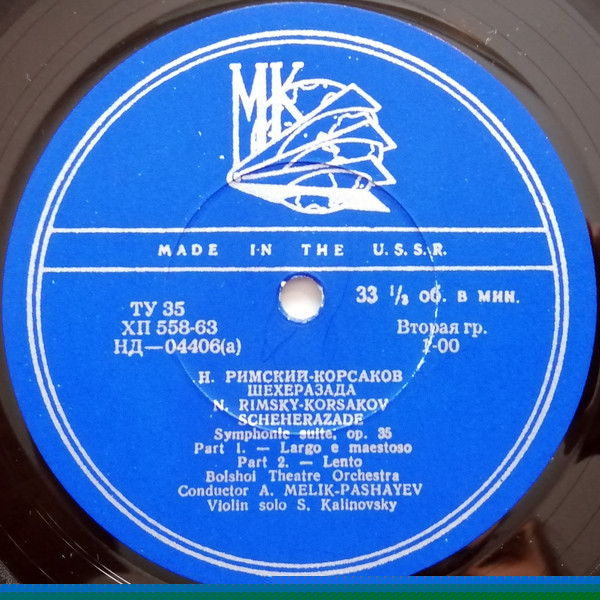 МК
MADE IN THE U.S.S.R.
33 ⅓ об. в мин.
ТУ 35
ХП 558-63
НД—04406(а)
Вторая гр.
1-00
Н. РИМСКИЙ-КОРСАКОВ
ШЕХЕРАЗАДА
N. RIMSKY-KORSAKOV
SCHEHERAZADE
Symphonic suite, op. 35
Part 1. — Largo e maestoso
Part 2. — Lento
Bolshoi Theatre Orchestra
Conductor A. MELIK-PASHAYEV
Violin solo S. Kalinovsky